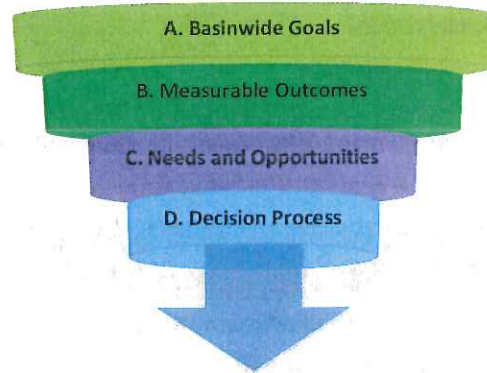 A. Basinwide Goals
B. Measurable Outcomes
C. Needs and Opportunities
D. Decision Process